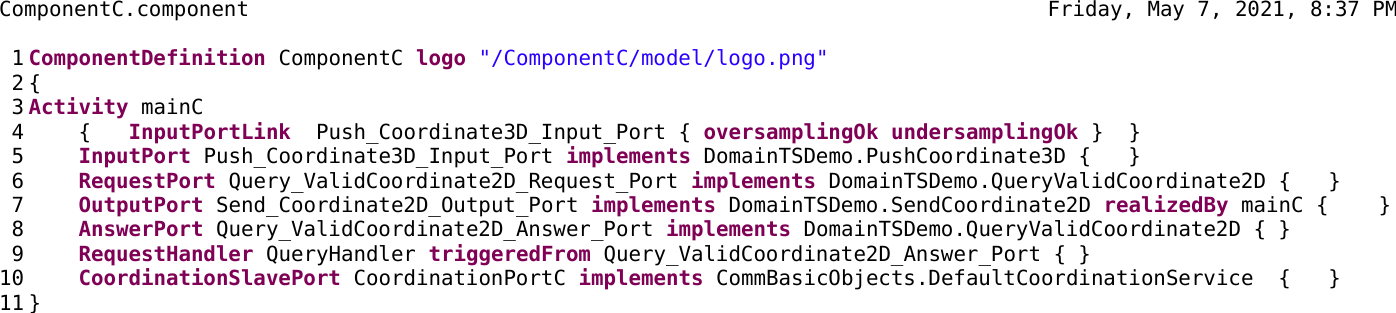 ComponentC.component Friday, May 7, 2021, 8:37 PM
1 ComponentDefinition ComponentC logo "/ComponentC/model/logo.png"
2 {
3 Activity mainC
4     {   InputPortLink  Push_Coordinate3D_Input_Port { oversamplingOk undersamplingOk }  }
5     InputPort Push_Coordinate3D_Input_Port implements DomainTSDemo.PushCoordinate3D {   }
6     RequestPort Query_ValidCoordinate2D_Request_Port implements DomainTSDemo.QueryValidCoordinate2D {   }
7     OutputPort Send_Coordinate2D_Output_Port implements DomainTSDemo.SendCoordinate2D realizedBy mainC {    }
8     AnswerPort Query_ValidCoordinate2D_Answer_Port implements DomainTSDemo.QueryValidCoordinate2D { }
9     RequestHandler QueryHandler triggeredFrom Query_ValidCoordinate2D_Answer_Port { }
10     CoordinationSlavePort CoordinationPortC implements CommBasicObjects.DefaultCoordinationService  {   }
11 }